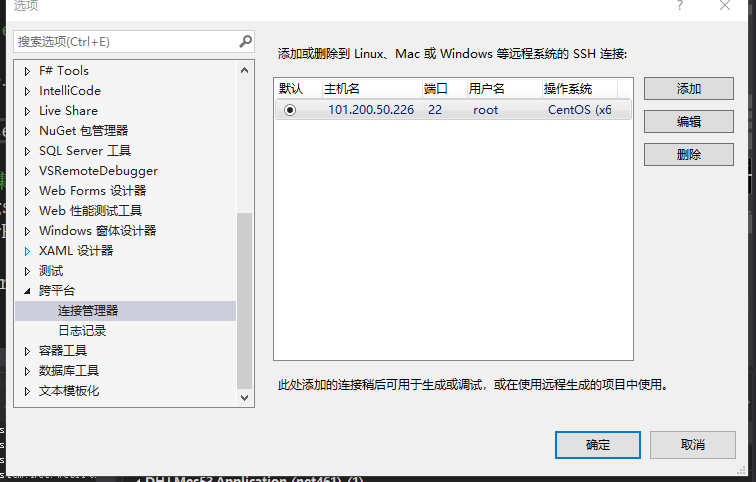 选项
?
搜索选项(Ctrl+E)
F# Tools
IntelliCode
Live Share
NuGet 包管理器
SQL Server 工具
VSRemoteDebugger
Web Forms 设计器
Web 性能测试工具
Windows 窗体设计器
XAML 设计器
测试
跨平台
连接管理器
日志记录
容器工具
数据库工具
文本模板化
添加或删除到 Linux、Mac 或 Windows 等远程系统的 SSH 连接:
默认 主机名 端口 用户名 操作系统
101.200.50.226 22 root CentOS (x6
添加
编辑
删除
此处添加的连接稍后可用于生成或调试，或在使用远程生成的项目中使用。
确定
取消